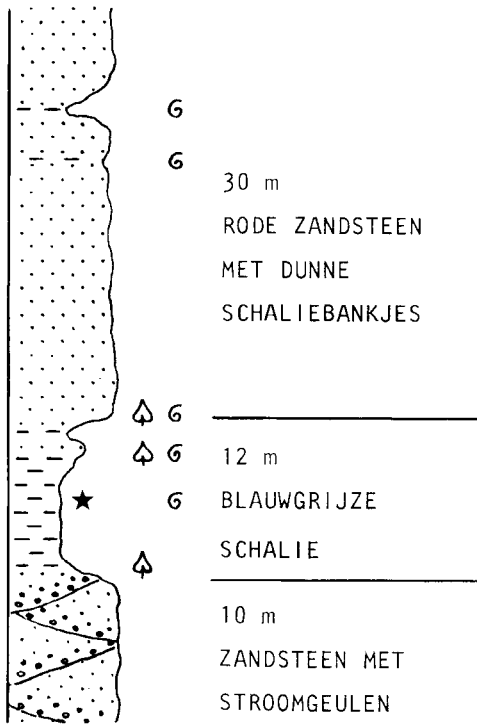 30 m
RODE ZANDSTEEN
MET DUNNE
SCHALIEBANKJES
12 m
BLAUWGRIJZE
SCHALIE
10 m
ZANDSTEEN MET
STROOMGEULEN